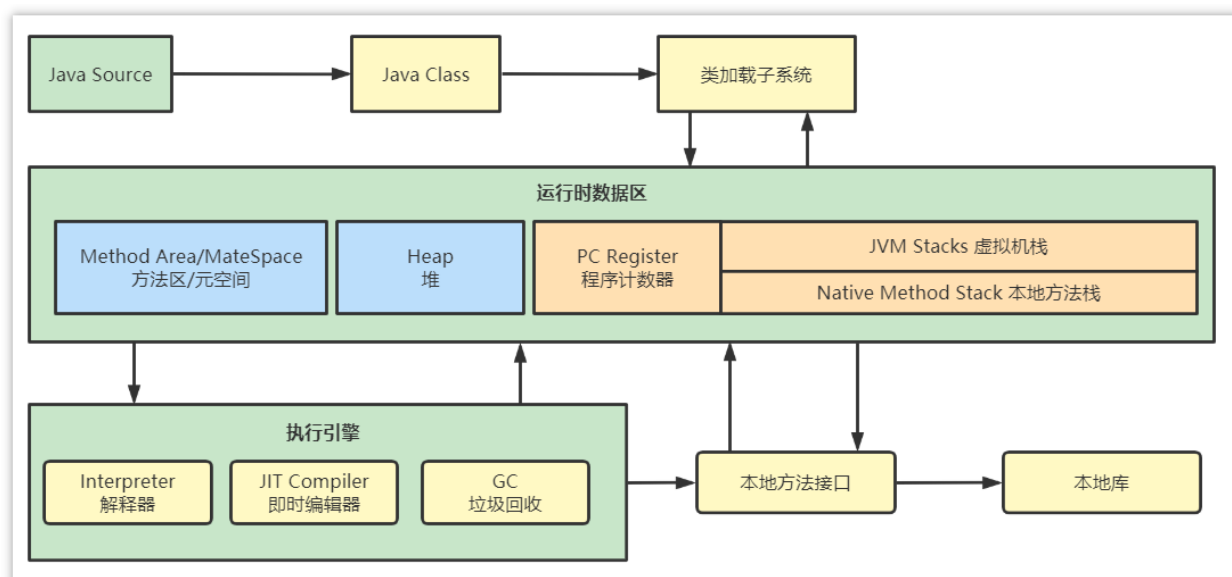 Java Source
Java Class
类加载子系统
运行时数据区
Method Area/MateSpace
方法区/元空间
Heap
堆
PC Register
程序计数器
JVM Stacks 虚拟机栈
Native Method Stack 本地方法栈
执行引擎
Interpreter
解释器
JIT Compiler
即时编辑器
GC
垃圾回收
本地方法接口
本地库